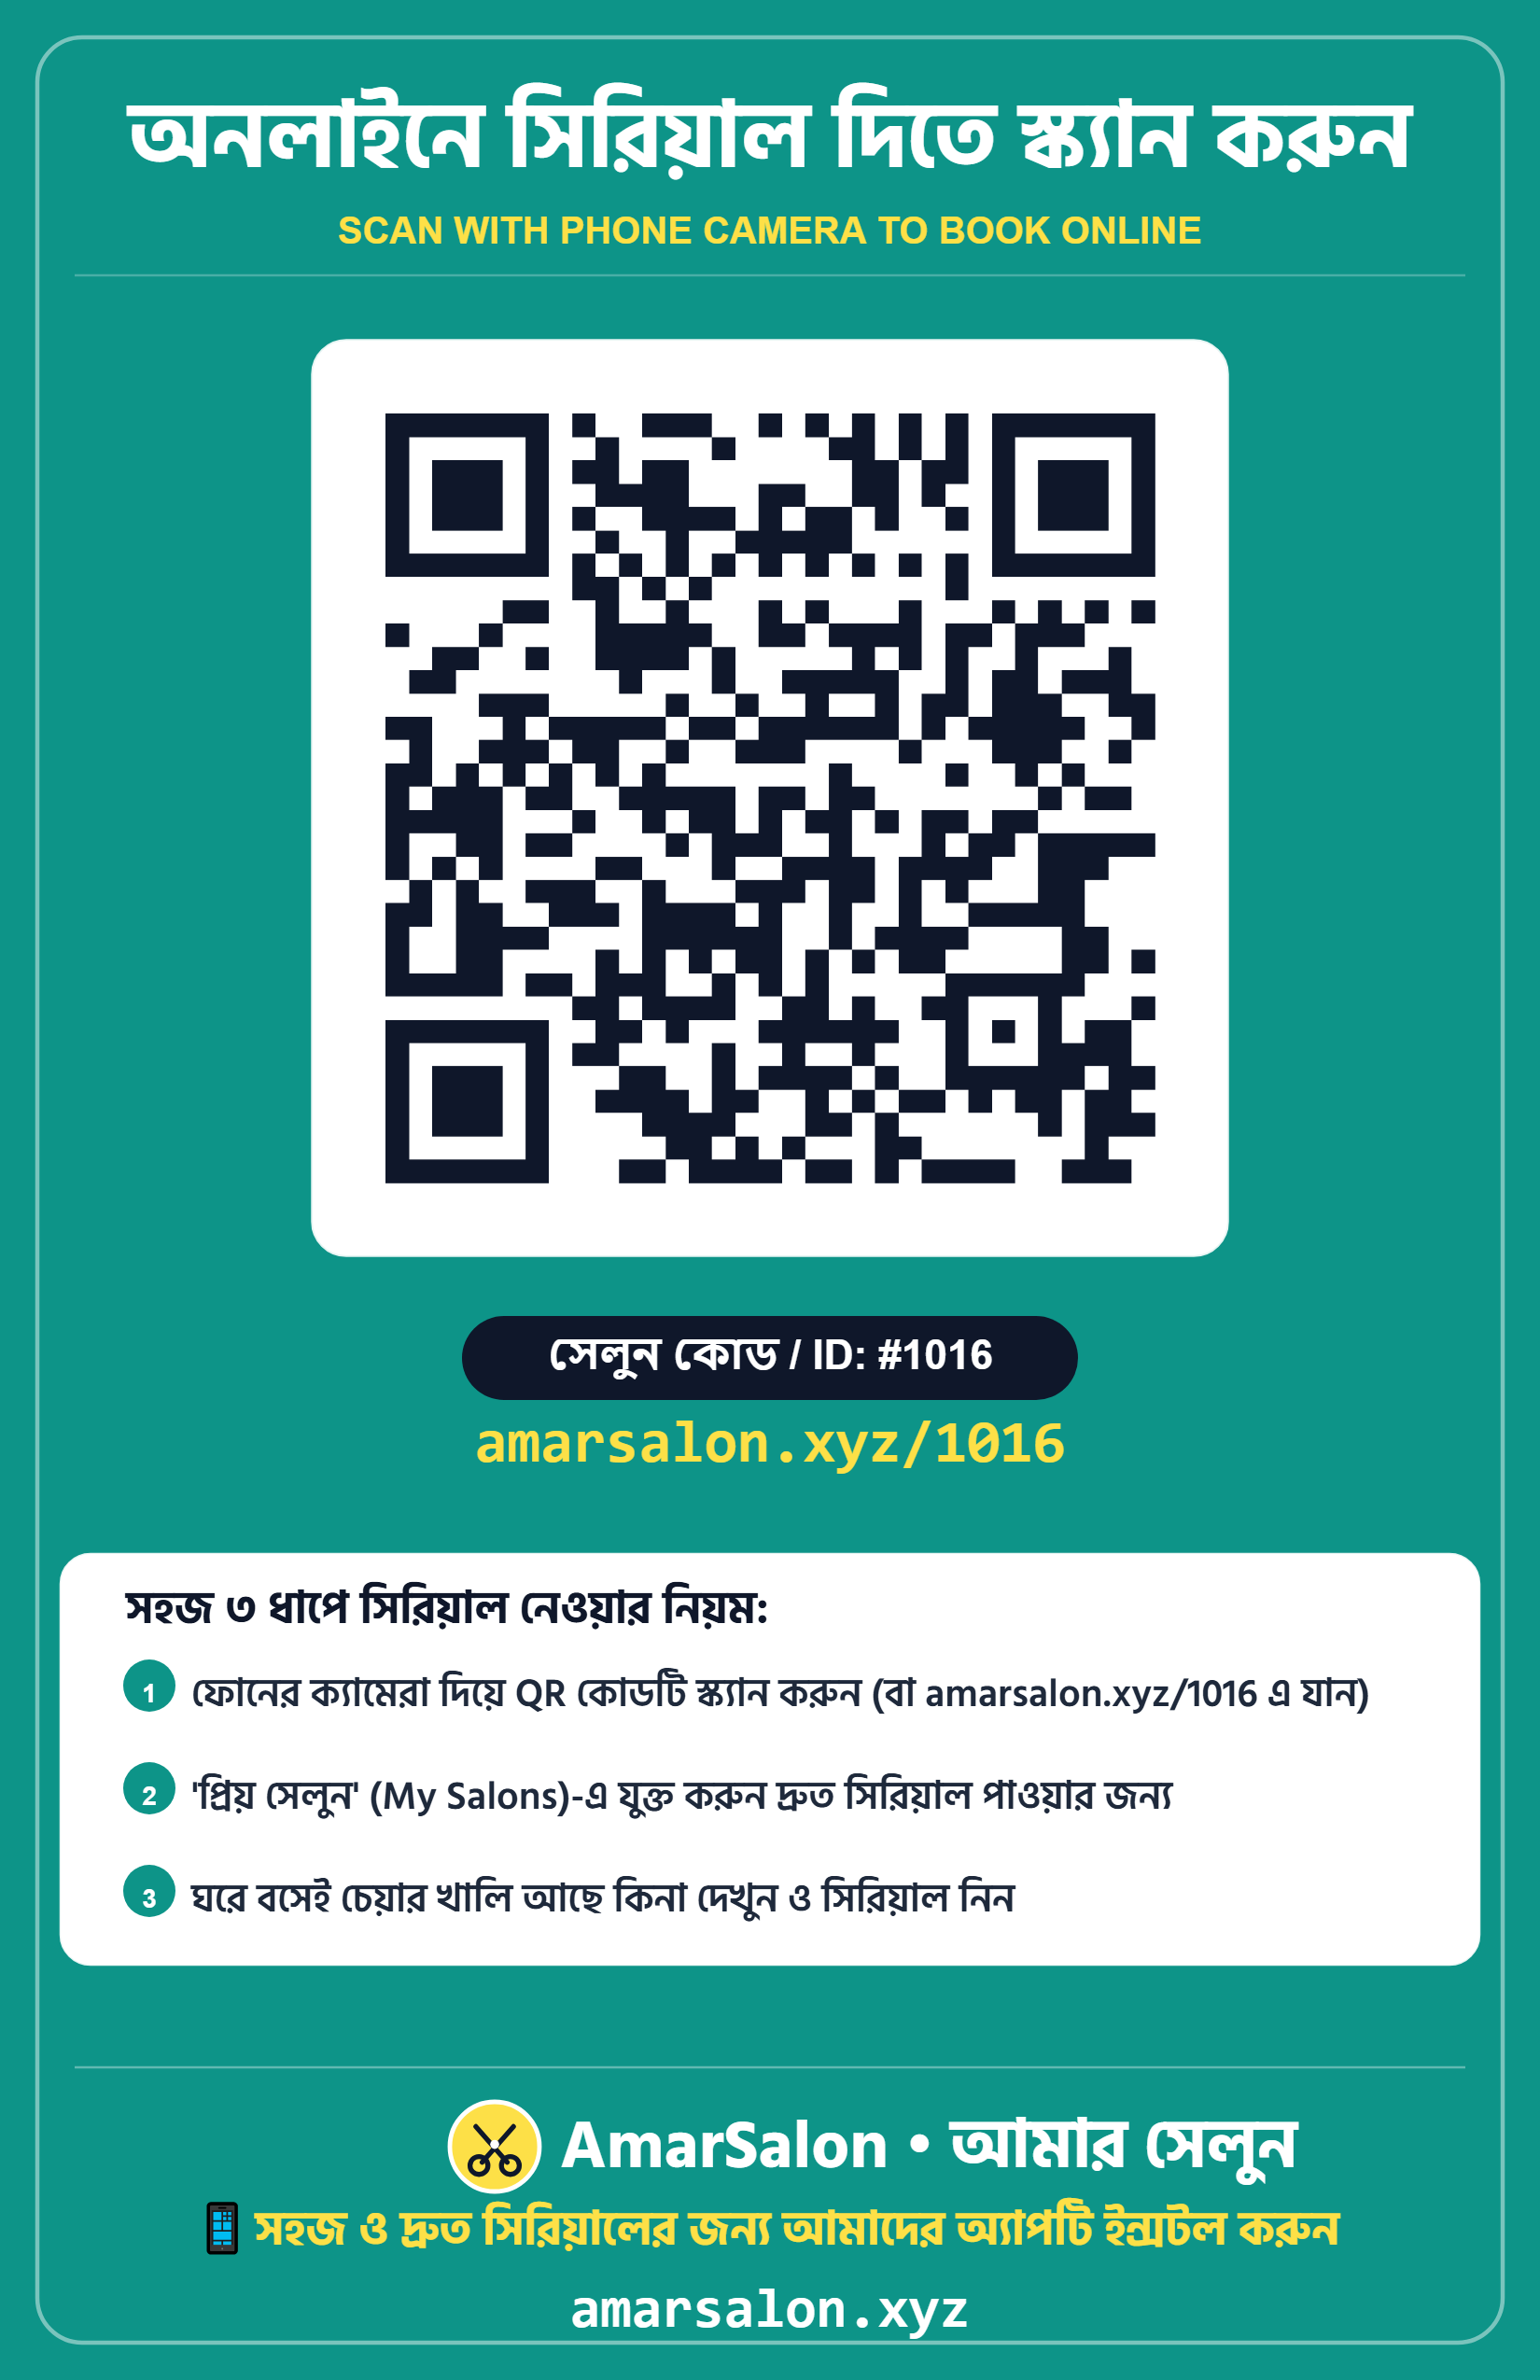 অনলাইনে সিরিয়াল দিতে স্ক্যান করুন
SCAN WITH PHONE CAMERA TO BOOK ONLINE
সেলুন কোড / ID: #1016
amarsalon.xyz/1016
সহজ ৩ ধাপে সিরিয়াল নেওয়ার নিয়ম:
1 ফোনের ক্যামেরা দিয়ে QR কোডটি স্ক্যান করুন (বা amarsalon.xyz/1016 এ যান)
2 'প্রিয় সেলুন' (My Salons)-এ যুক্ত করুন দ্রুত সিরিয়াল পাওয়ার জন্য
3 ঘরে বসেই চেয়ার খালি আছে কিনা দেখুন ও সিরিয়াল নিন
AmarSalon • আমার সেলুন
সহজ ও দ্রুত সিরিয়ালের জন্য আমাদের অ্যাপটি ইন্সটল করুন
amarsalon.xyz